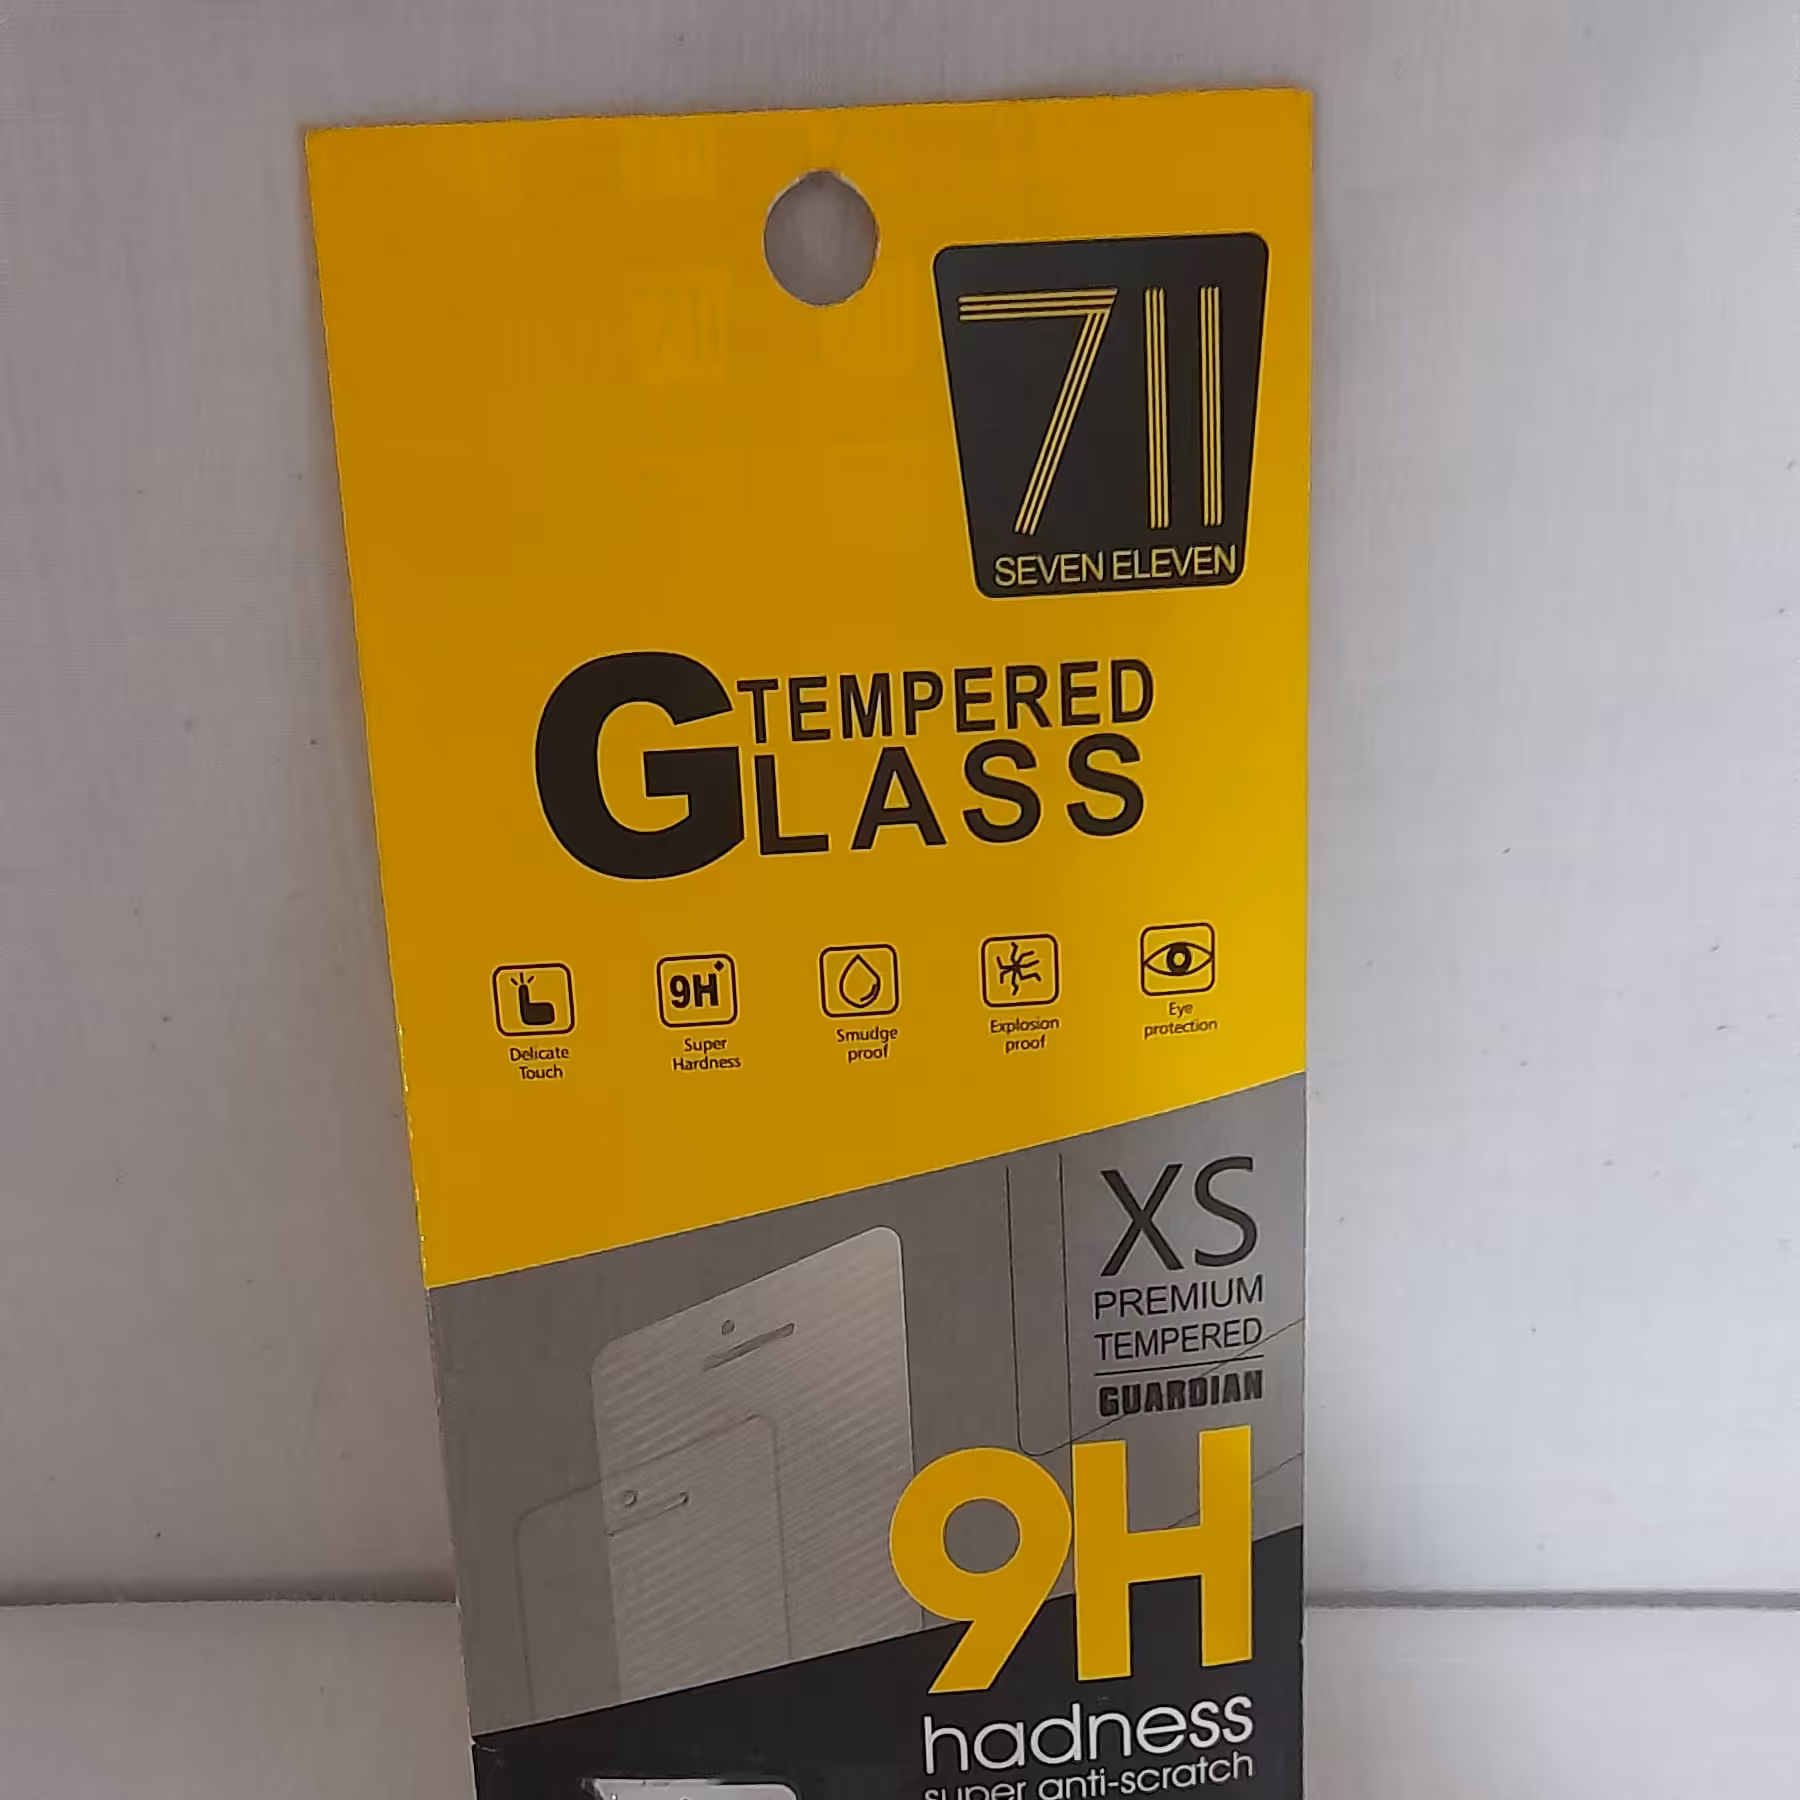 711
SEVEN ELEVEN
TEMPERED
GLASS
Delicate
Touch
9H
Super
Hardness
Smudge
proof
Explosion
proof
Eye
protection
XS
PREMIUM
TEMPERED
GUARDIAN
9H
hadness
super anti-scratch